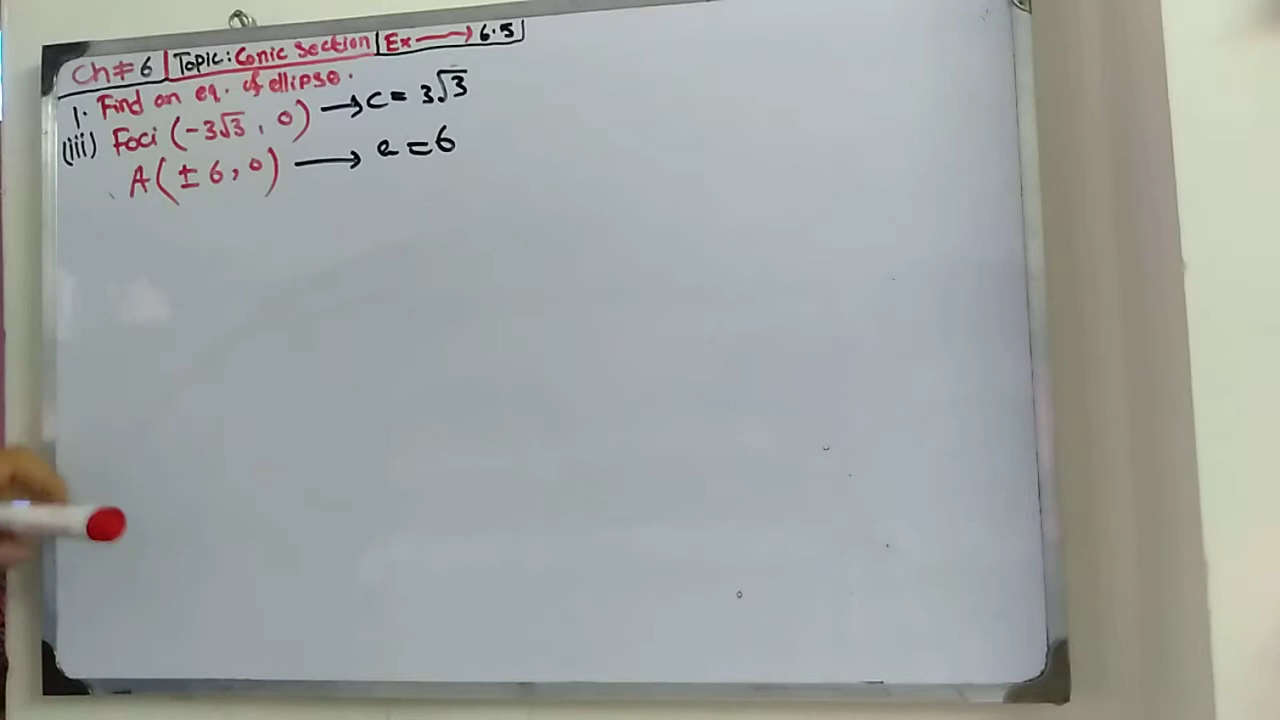 Ch # 6 | Topic: Conic section | Ex → 6.5
1. Find an eq. of ellipse.
(iii) Foci (-3√3, 0) → c = 3√3
A(±6, 0) → a = 6